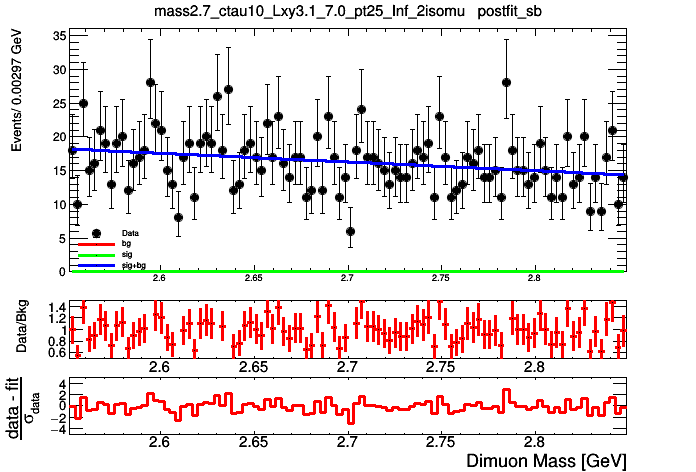 mass2.7_ctau10_Lxy3.1_7.0_pt25_Inf_2isomu postfit_sb
Events/ 0.00297 GeV
35
30
25
20
15
10
5
0
Data
bg
sig
sig+bg
2.6 2.65 2.7 2.75 2.8
Data/Bkg
1.4
1.2
1
0.8
0.6
2.6 2.65 2.7 2.75 2.8
data - fit
σdata
4
2
0
−2
−4
2.6 2.65 2.7 2.75 2.8
Dimuon Mass [GeV]